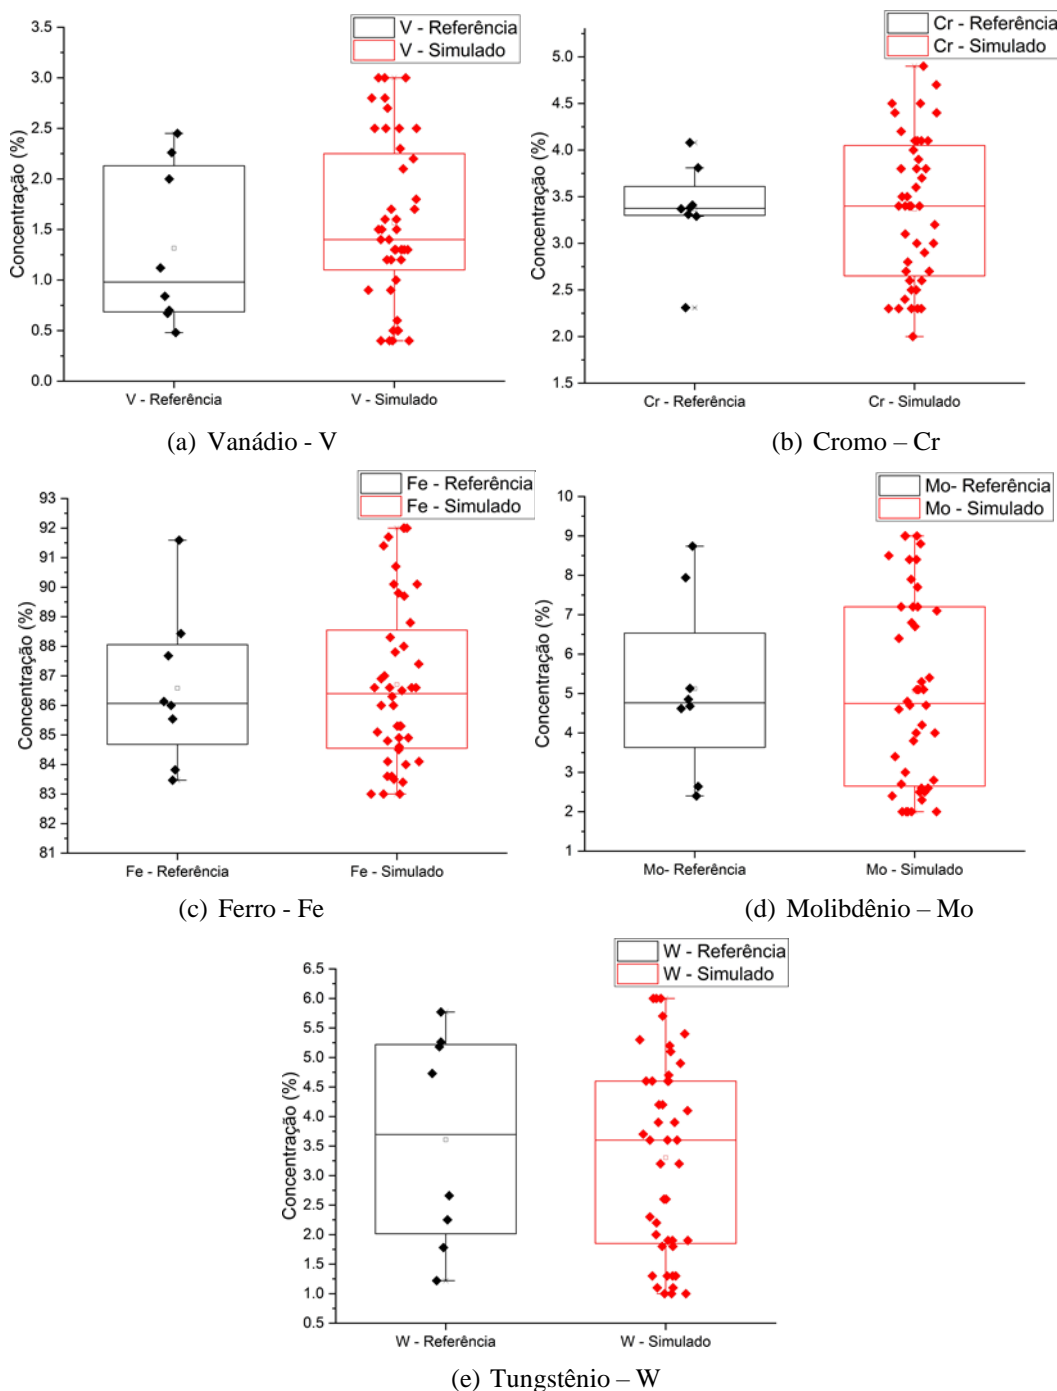 V - Referência
V - Simulado
3.5
3.0
2.5
2.0
1.5
1.0
0.5
0.0
Concentração (%)
V - Referência
V - Simulado
(a) Vanádio - V
Cr - Referência
Cr - Simulado
5.0
4.5
4.0
3.5
3.0
2.5
2.0
1.5
Concentração (%)
Cr - Referência
Cr - Simulado
(b) Cromo – Cr
Fe - Referência
Fe - Simulado
93
92
91
90
89
88
87
86
85
84
83
82
81
Concentração (%)
Fe - Referência
Fe - Simulado
(c) Ferro - Fe
Mo- Referência
Mo - Simulado
10
9
8
7
6
5
4
3
2
1
Concentração (%)
Mo- Referência
Mo - Simulado
(d) Molibdênio – Mo
W - Referência
W - Simulado
6.5
6.0
5.5
5.0
4.5
4.0
3.5
3.0
2.5
2.0
1.5
1.0
0.5
Concentração (%)
W - Referência
W - Simulado
(e) Tungstênio – W